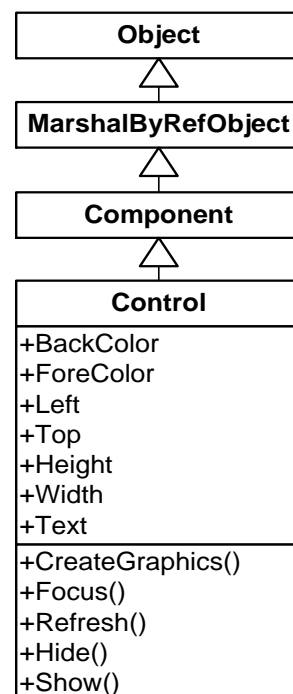 Object
MarshalByRefObject
Component
Control
+BackColor
+ForeColor
+Left
+Top
+Height
+Width
+Text
+CreateGraphics()
+Focus()
+Refresh()
+Hide()
+Show()